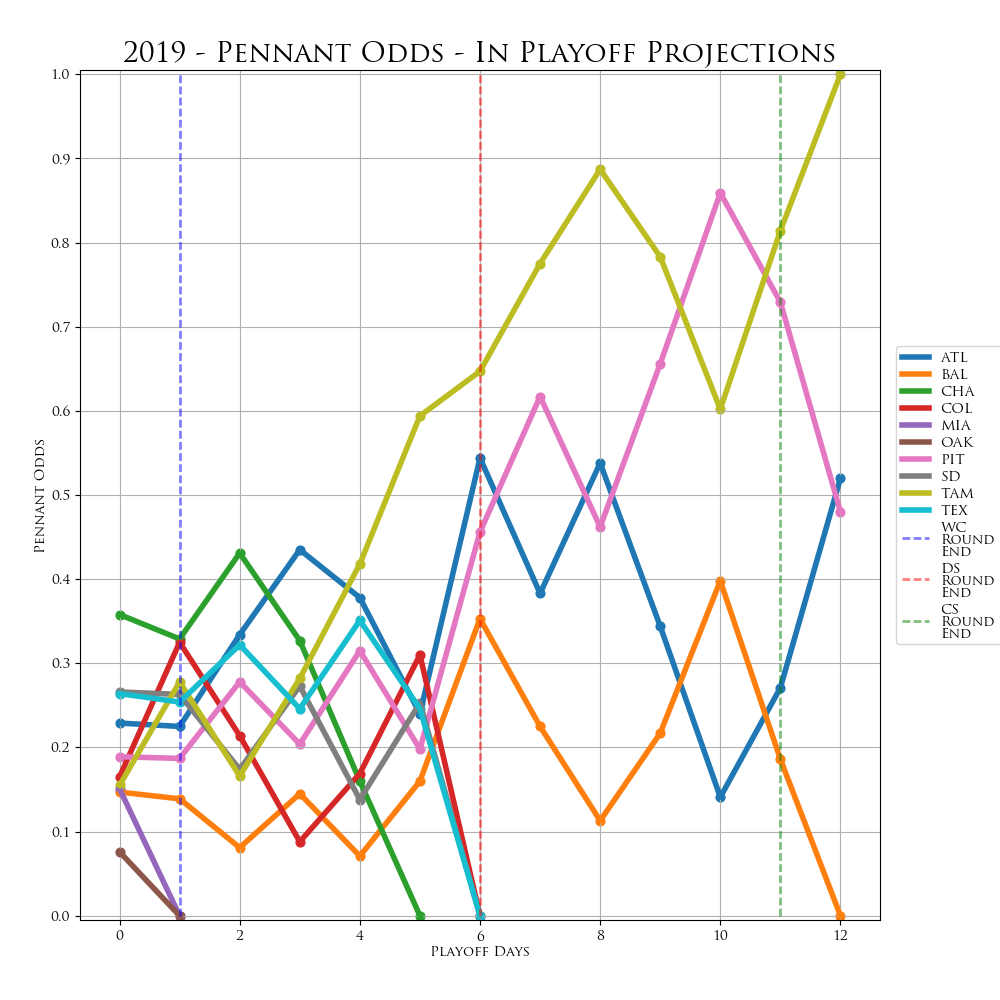 2019 - Pennant Odds - In Playoff Projections
1.0
0.9
0.8
0.7
0.6
0.5
0.4
0.3
0.2
0.1
0.0
Pennant Odds
0 2 4 6 8 10 12
Playoff Days
ATL
BAL
CHA
COL
MIA
OAK
PIT
SD
TAM
TEX
WC
ROUND
END
DS
ROUND
END
CS
ROUND
END